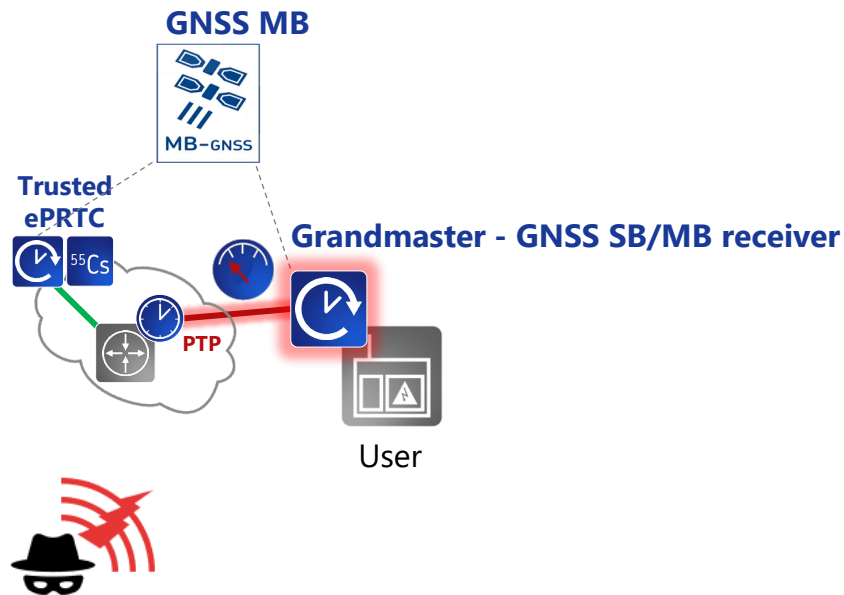 GNSS MB
MB-GNSS
Trusted
ePRTC
55Cs
Grandmaster - GNSS SB/MB receiver
PTP
User